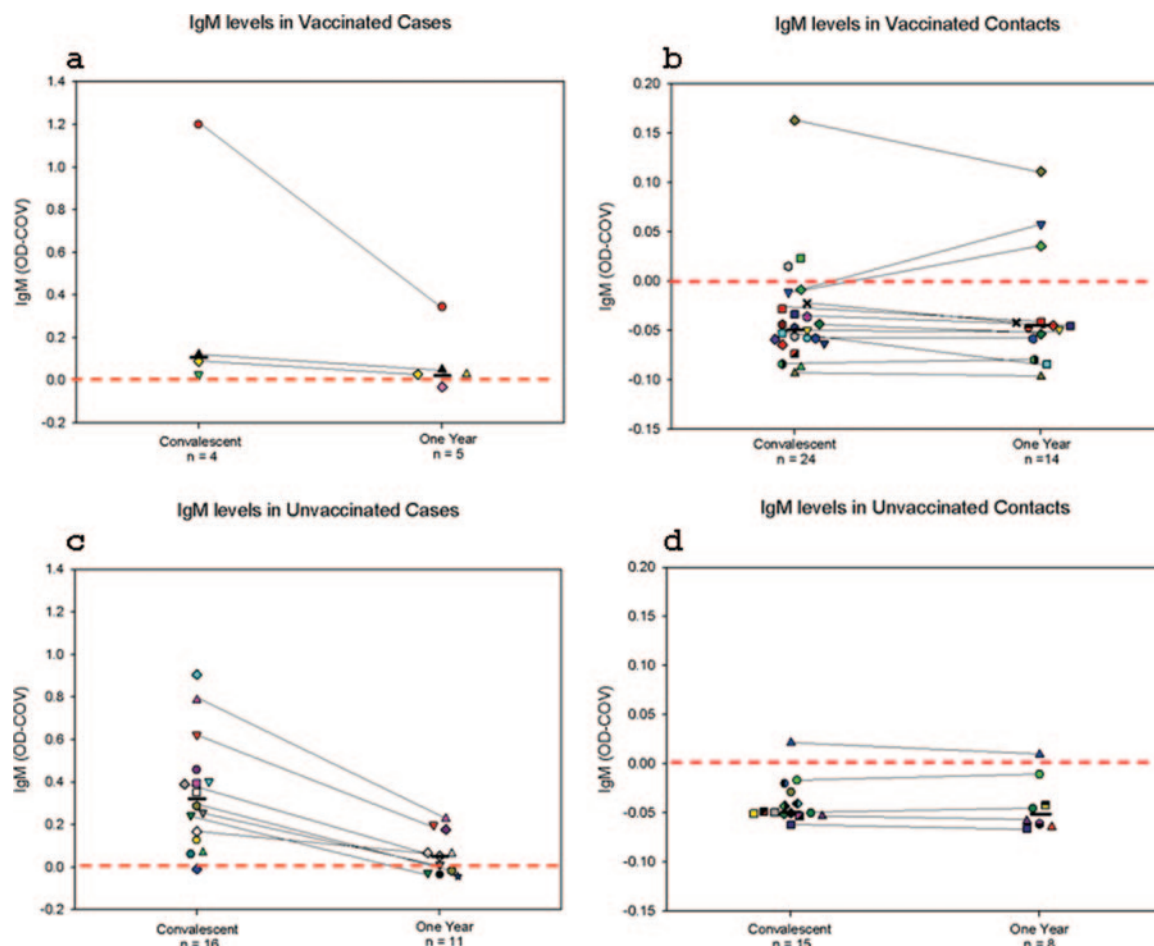 IgM levels in Vaccinated Cases
a
IgM (OD-COV)
1.4
1.2
1.0
0.8
0.6
0.4
0.2
0.0
-0.2
Convalescent
n = 4
One Year
n = 5
IgM levels in Vaccinated Contacts
b
IgM (OD-COV)
0.20
0.15
0.10
0.05
0.00
-0.05
-0.10
-0.15
Convalescent
n = 24
One Year
n =14
IgM levels in Unvaccinated Cases
c
IgM (OD-COV)
1.4
1.2
1.0
0.8
0.6
0.4
0.2
0.0
-0.2
Convalescent
n = 16
One Year
n = 11
IgM levels in Unvaccinated Contacts
d
IgM (OD-COV)
0.20
0.15
0.10
0.05
0.00
-0.05
-0.10
-0.15
Convalescent
n = 15
One Year
n = 8